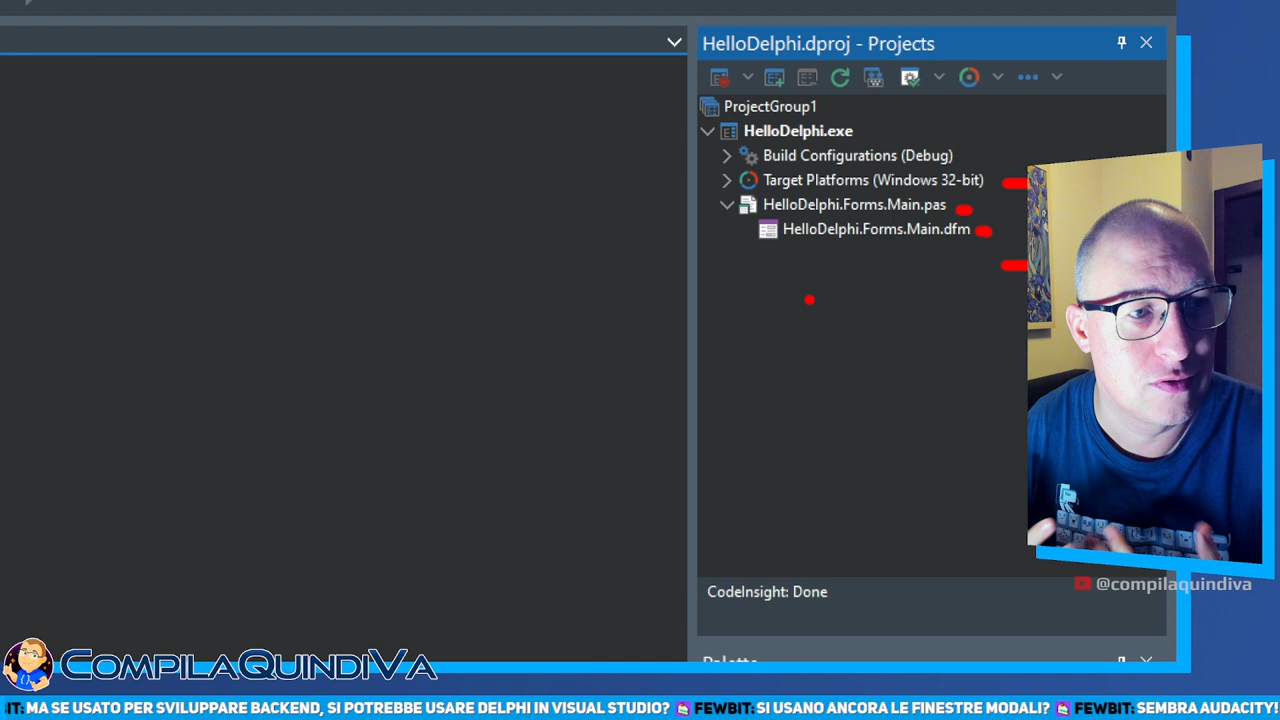 HelloDelphi.dproj - Projects
ProjectGroup1
HelloDelphi.exe
Build Configurations (Debug)
Target Platforms (Windows 32-bit)
HelloDelphi.Forms.Main.pas
HelloDelphi.Forms.Main.dfm
CodeInsight: Done
@compilaquindiva
Palette
COMPILAQUINDIVA
BIT: MA SE USATO PER SVILUPPARE BACKEND, SI POTREBBE USARE DELPHI IN VISUAL STUDIO? FEWBIT: SI USANO ANCORA LE FINESTRE MODALI? FEWBIT: SEMBRA AUDACITY!